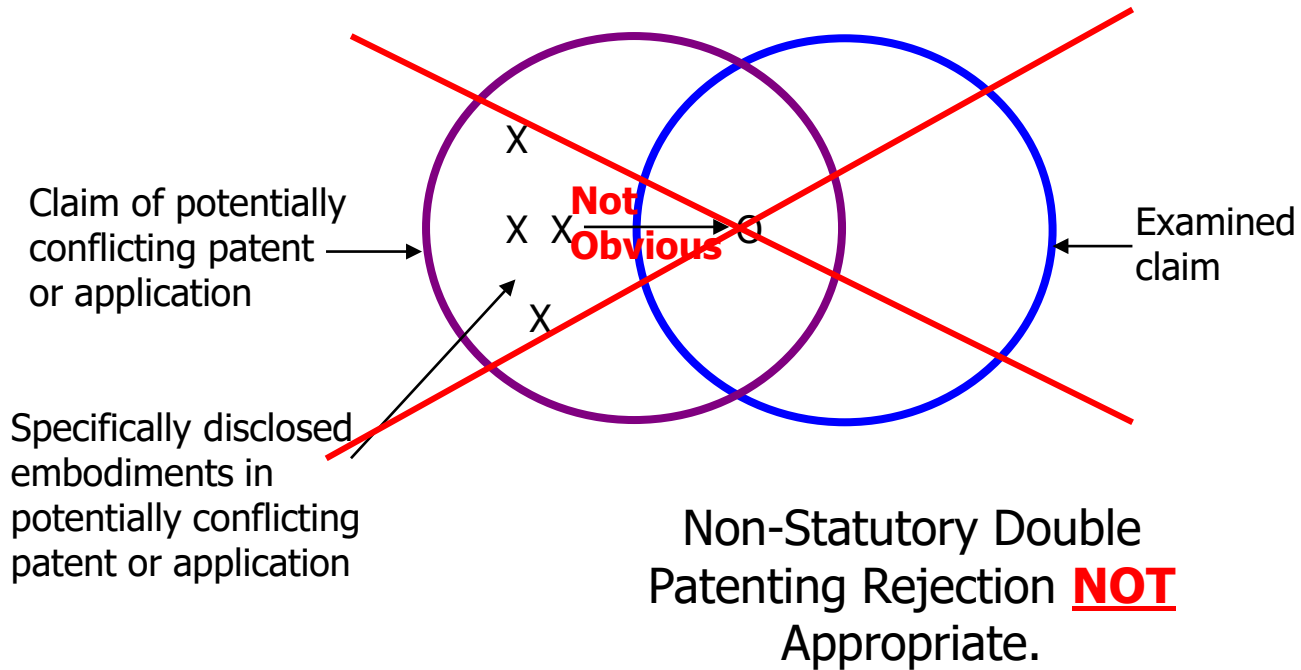 X
Claim of potentially
conflicting patent
or application
X X
Not
Obvious
O
Examined
claim
X
Specifically disclosed
embodiments in
potentially conflicting
patent or application
Non-Statutory Double
Patenting Rejection NOT
Appropriate.